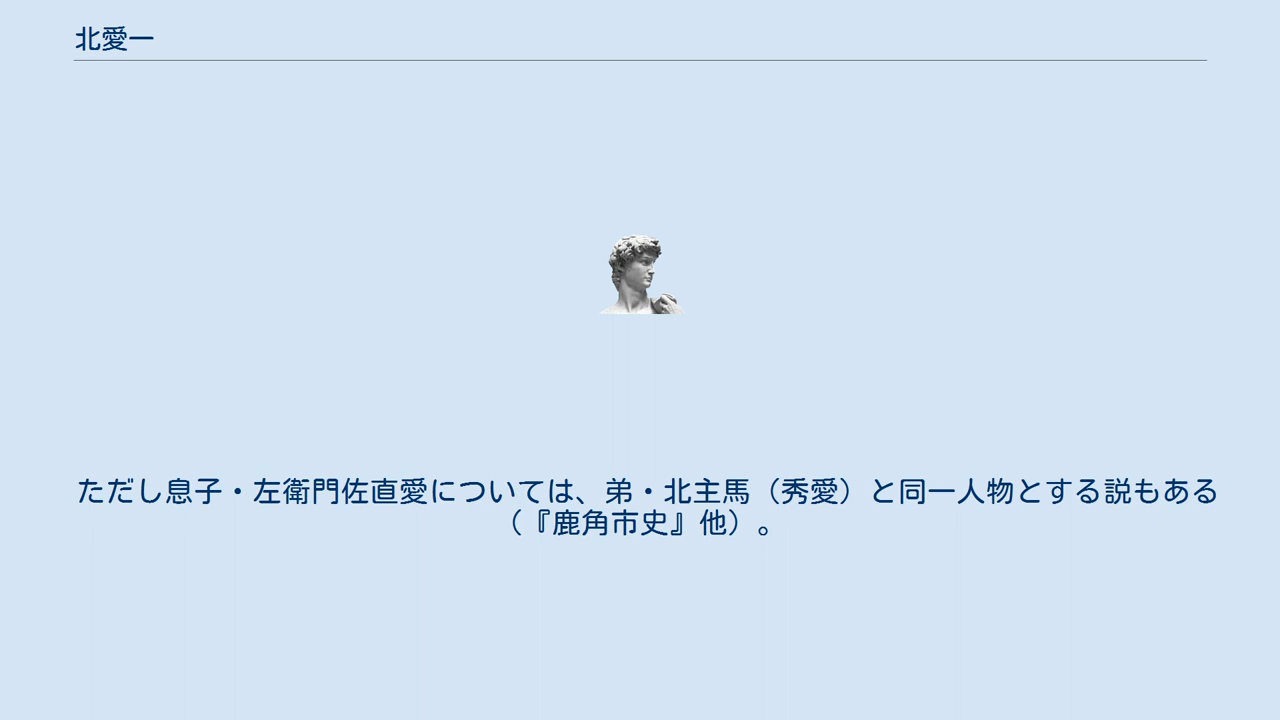 北愛一
ただし息子・左衛門佐直愛については、弟・北主馬（秀愛）と同一人物とする説もある
（『鹿角市史』他）。